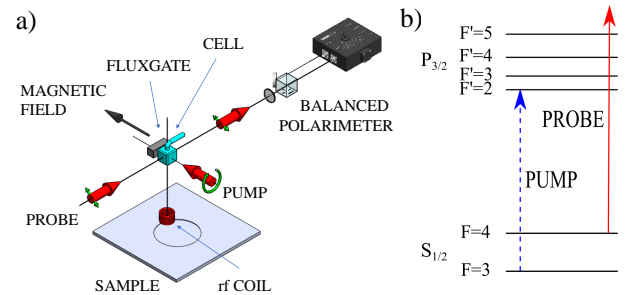 a)
CELL
FLUXGATE
MAGNETIC
FIELD
BALANCED
POLARIMETER
PUMP
PROBE
SAMPLE
rf COIL
b)
F'=5
F'=4
P3/2
F'=3
F'=2
PROBE
PUMP
F=4
S1/2
F=3